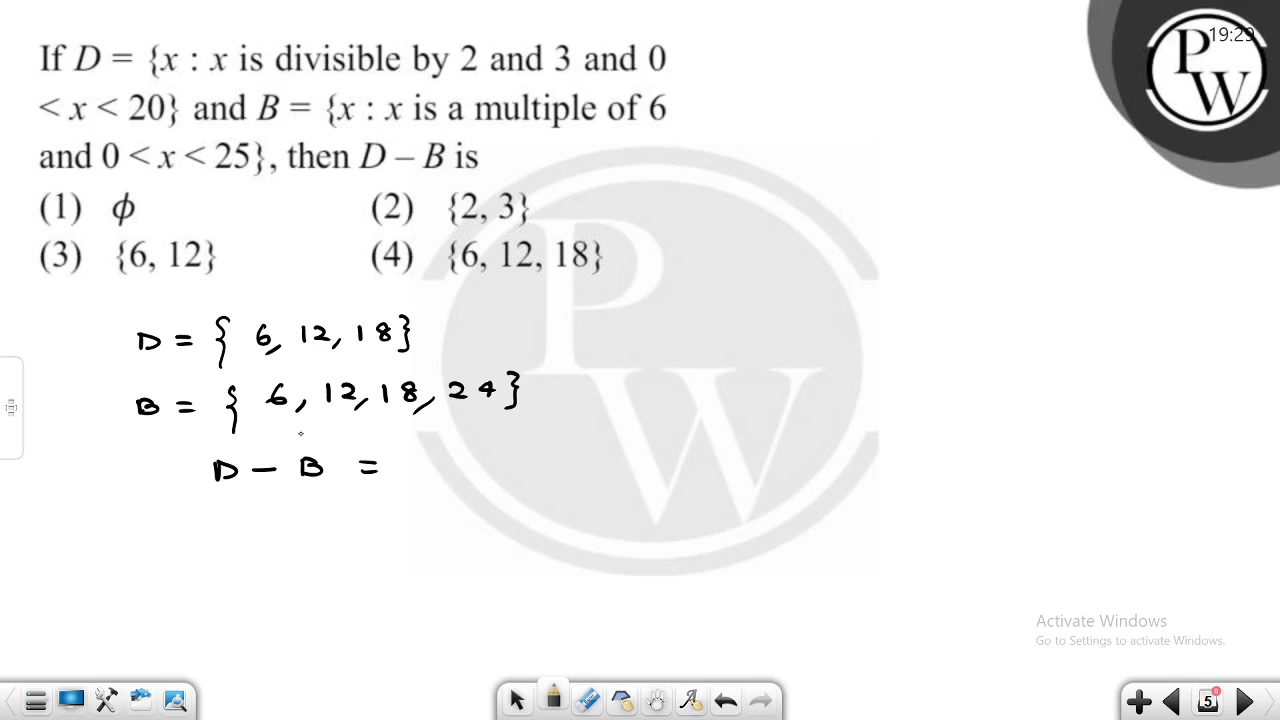 19:29
PW
If D = {x : x is divisible by 2 and 3 and 0
< x < 20} and B = {x : x is a multiple of 6
and 0 < x < 25}, then D – B is
(1) ϕ (2) {2, 3}
(3) {6, 12} (4) {6, 12, 18}
D = { 6, 12, 18}
B = { 6, 12, 18, 24}
D – B =
PW
Activate Windows
Go to Settings to activate Windows.
5